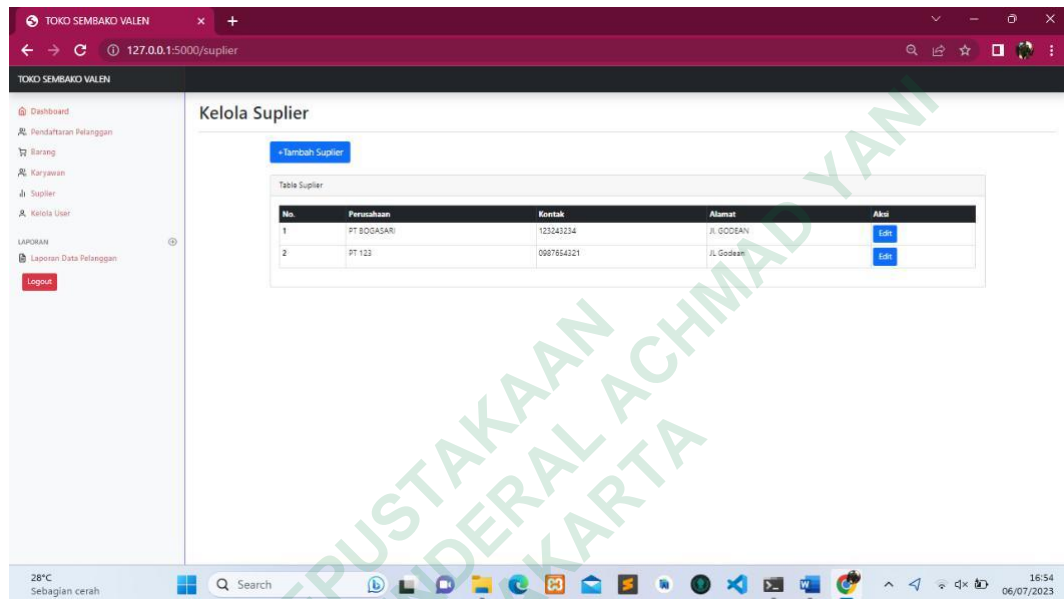 TOKO SEMBAKO VALEN
127.0.0.1:5000/suplier
TOKO SEMBAKO VALEN
Dashboard
Pendaftaran Pelanggan
Barang
Karyawan
Suplier
Kelola User
LAPORAN
Laporan Data Pelanggan
Logout
Kelola Suplier
+Tambah Suplier
Table Suplier
No. Perusahaan Kontak Alamat Aksi
1 PT BOGASARI 123243234 Jl. GODEAN Edit
2 PT 123 0987654321 JL Godean Edit
PUSTAKAAN
ACHMAD YANI
28°C
Sebagian cerah
Search
16:54
06/07/2023